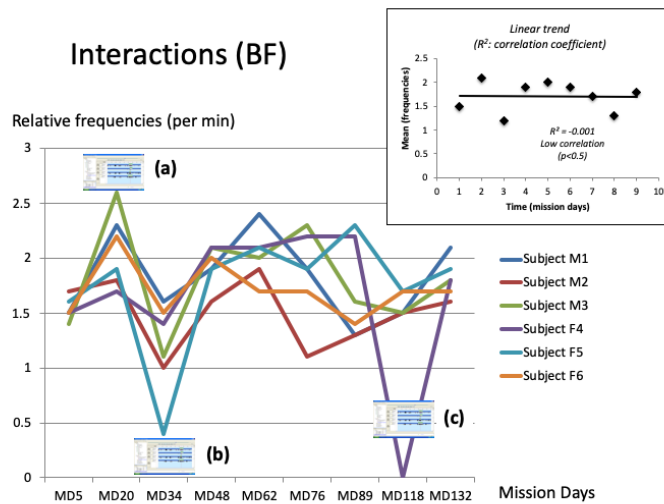 Interactions (BF)
Linear trend
(R²: correlation coefficient)
Mean (frequencies)
2.5
2
1.5
1
0.5
0
0 1 2 3 4 5 6 7 8 9 10
R² = -0.001
Low correlation
(p<0.5)
Time (mission days)
Relative frequencies (per min)
3
2.5
2
1.5
1
0.5
0
(a)
(b)
(c)
MD5 MD20 MD34 MD48 MD62 MD76 MD89 MD118 MD132
Mission Days
Subject M1
Subject M2
Subject M3
Subject F4
Subject F5
Subject F6